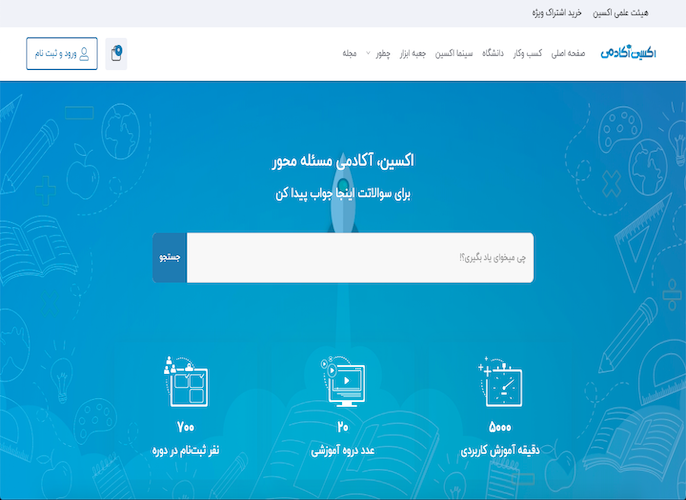 هیئت علمی اکسین خرید اشتراک ویژه
اکسین آکادمی صفحه اصلی کسب وکار دانشگاه سینما اکسین جعبه ابزار چطور مجله
ورود و ثبت نام
اکسین، آکادمی مسئله محور
برای سوالاتت اینجا جواب پیدا کن
چی میخوای یاد بگیری؟!
جستجو
۵۰۰۰
دقیقه آموزش کاربردی
۲۰
عدد دروه آموزشی
۷۰۰
نفر ثبت‌نام در دوره